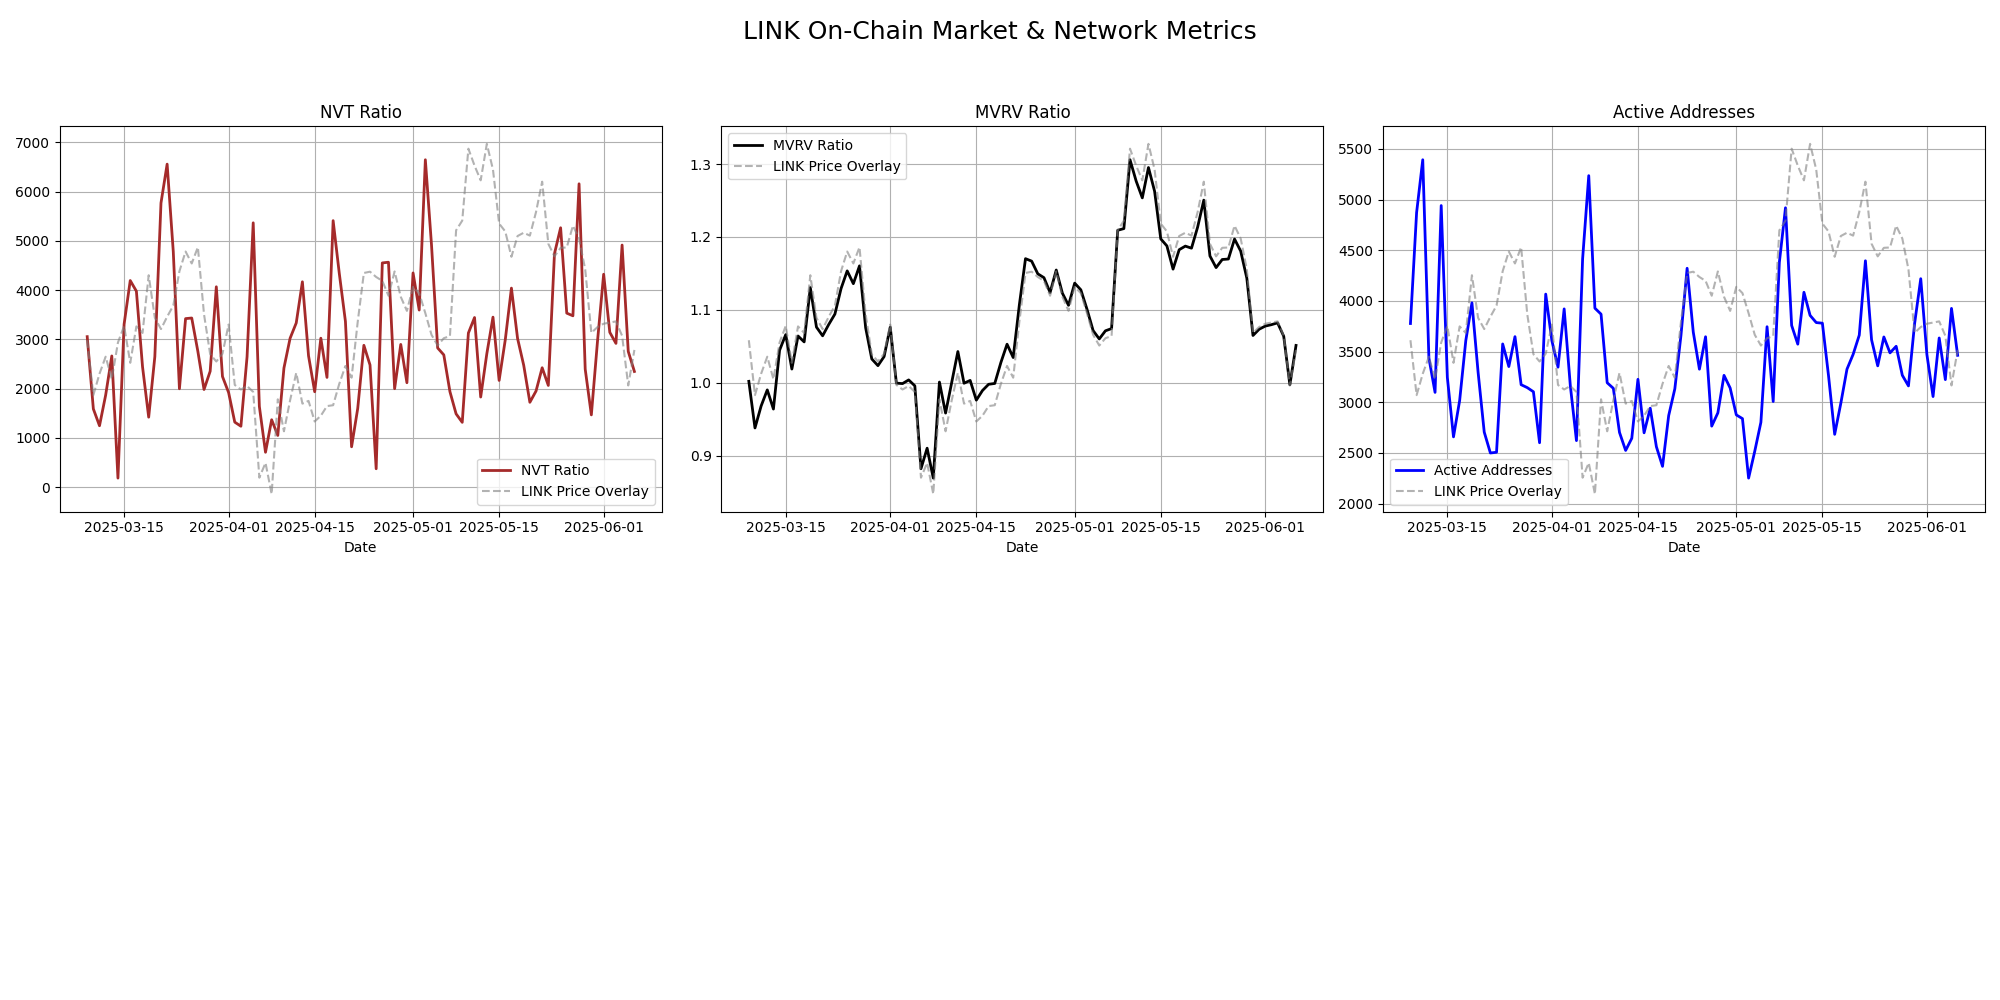 LINK On-Chain Market & Network Metrics
NVT Ratio
7000
6000
5000
4000
3000
2000
1000
0
NVT Ratio
LINK Price Overlay
2025-03-15 2025-04-01 2025-04-15 2025-05-01 2025-05-15 2025-06-01
Date
MVRV Ratio
MVRV Ratio
LINK Price Overlay
1.3
1.2
1.1
1.0
0.9
2025-03-15 2025-04-01 2025-04-15 2025-05-01 2025-05-15 2025-06-01
Date
Active Addresses
5500
5000
4500
4000
3500
3000
2500
2000
Active Addresses
LINK Price Overlay
2025-03-15 2025-04-01 2025-04-15 2025-05-01 2025-05-15 2025-06-01
Date